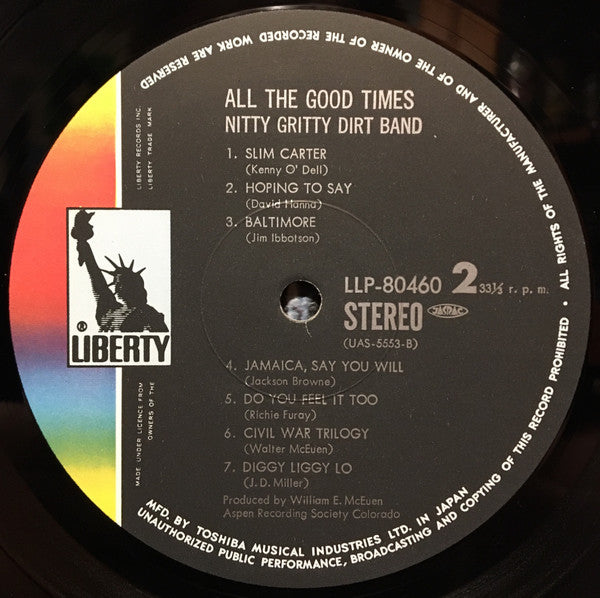 ALL RIGHTS OF THE MANUFACTURER AND OF THE OWNER OF THE RECORDED WORK ARE RESERVED
LIBERTY RECORDS INC.
LIBERTY TRADE MARK
ALL THE GOOD TIMES
NITTY GRITTY DIRT BAND
1. SLIM CARTER
(Kenny O' Dell)
2. HOPING TO SAY
(David Hanna)
3. BALTIMORE
(Jim Ibbotson)
LLP-80460 2 33⅓ r. p. m.
STEREO JASRAC
(UAS-5553-B)
®
LIBERTY
4. JAMAICA, SAY YOU WILL
(Jackson Browne)
5. DO YOU FEEL IT TOO
(Richie Furay)
6. CIVIL WAR TRILOGY
(Walter McEuen)
7. DIGGY LIGGY LO
(J. D. Miller)
Produced by William E. McEuen
Aspen Recording Society Colorado
MADE UNDER LICENCE FROM
OWNERS OF THE
MFD. BY TOSHIBA MUSICAL INDUSTRIES LTD. IN JAPAN
UNAUTHORIZED PUBLIC PERFORMANCE, BROADCASTING AND COPYING OF THIS RECORD PROHIBITED •